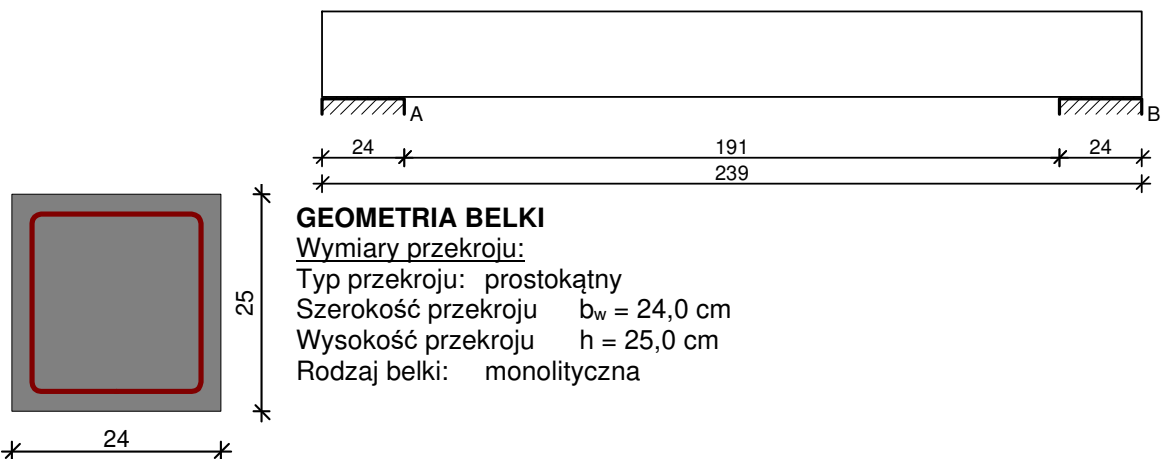 A
B
24
191
24
239
GEOMETRIA BELKI
Wymiary przekroju:
Typ przekroju: prostokątny
Szerokość przekroju bw = 24,0 cm
Wysokość przekroju h = 25,0 cm
Rodzaj belki: monolityczna
25
24